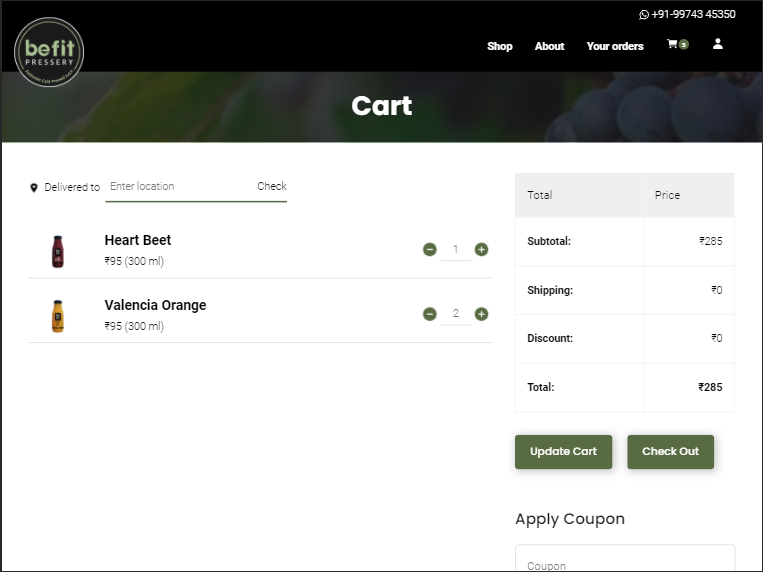 +91-99743 45350
befit
PRESSERY
Shop
About
Your orders
3
Cart
Delivered to
Enter location
Check
Heart Beet
₹95 (300 ml)
1
Valencia Orange
₹95 (300 ml)
2
Total
Price
Subtotal:
₹285
Shipping:
₹0
Discount:
₹0
Total:
₹285
Update Cart
Check Out
Apply Coupon
Coupon